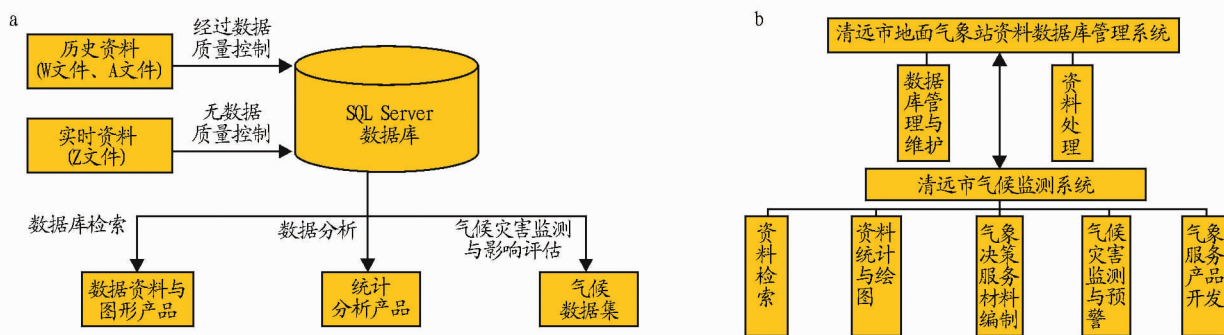 a
历史资料
(W文件、A文件)
经过数据
质量控制
实时资料
(Z文件)
无数据
质量控制
SQL Server
数据库
数据库检索
数据分析
气候灾害监测
与影响评估
数据资料与
图形产品
统计
分析产品
气候
数据集
b
清远市地面气象站资料数据库管理系统
数据
库管
理与
维护
资
料
处
理
清远市气候监测系统
资
料
检
索
资料
统计
与绘
图
气象
决策
服务
材料
编制
气候
灾害
监测
与预
警
气象
服务
产品
开发